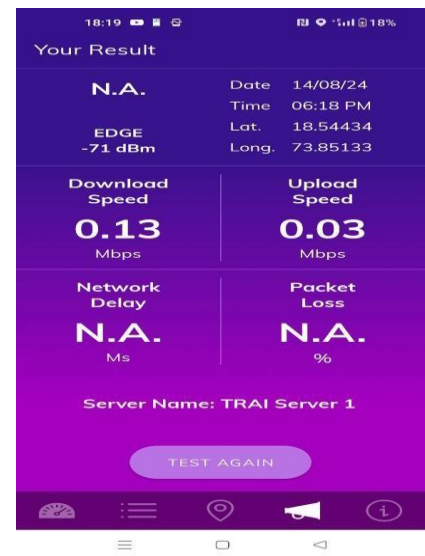 18:19 18%
Your Result
N.A.
Date 14/08/24
Time 06:18 PM
EDGE
-71 dBm
Lat. 18.54434
Long. 73.85133
Download
Speed
0.13
Mbps
Upload
Speed
0.03
Mbps
Network
Delay
N.A.
Ms
Packet
Loss
N.A.
%
Server Name: TRAI Server 1
TEST AGAIN